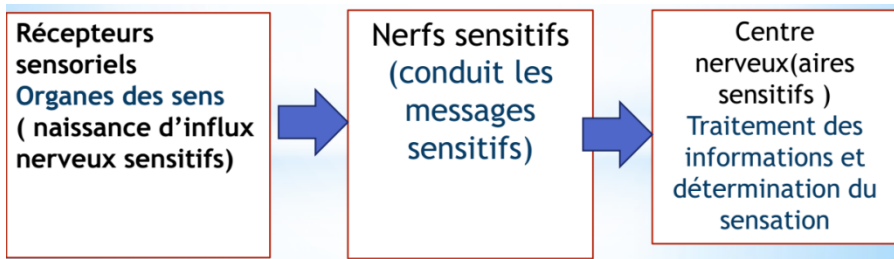 Récepteurs
sensoriels
Organes des sens
( naissance d’influx
nerveux sensitifs)
Nerfs sensitifs
(conduit les
messages
sensitifs)
Centre
nerveux(aires
sensitifs )
Traitement des
informations et
détermination du
sensation